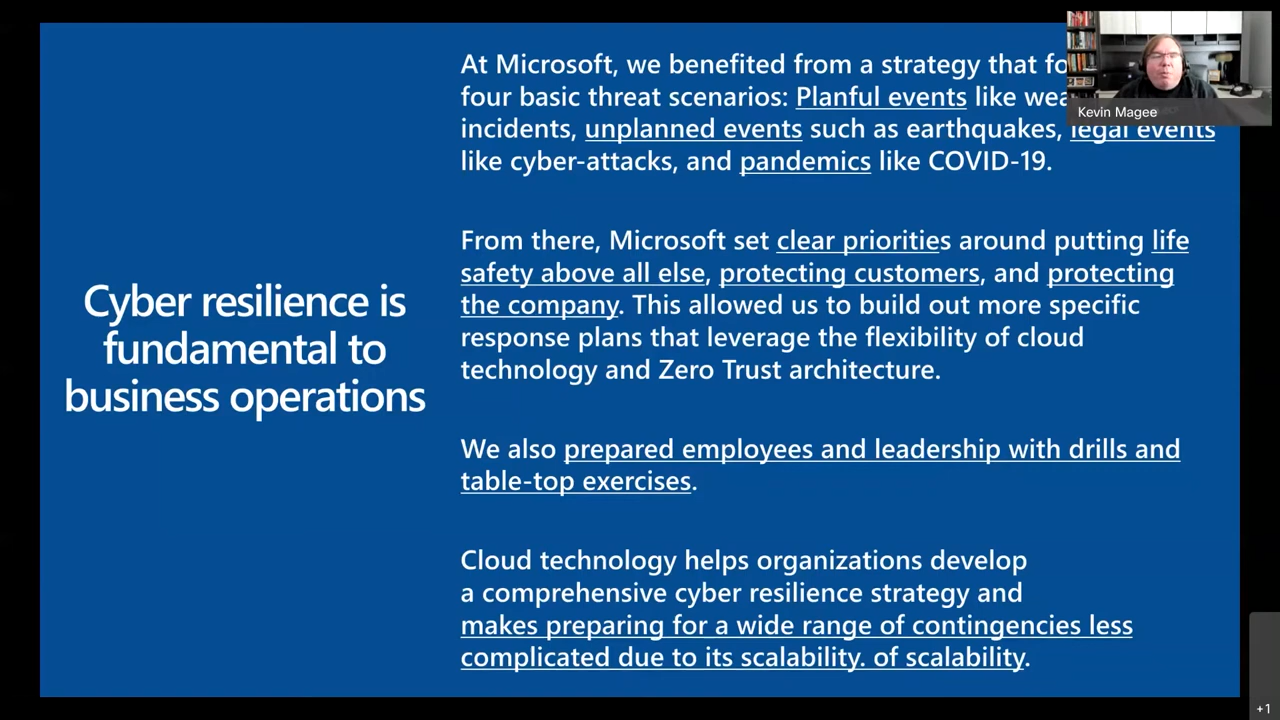 At Microsoft, we benefited from a strategy that
four basic threat scenarios: Planful events like
incidents, unplanned events such as earthquakes, legal events
like cyber-attacks, and pandemics like COVID-19.
From there, Microsoft set clear priorities around putting life
safety above all else, protecting customers, and protecting
the company. This allowed us to build out more specific
response plans that leverage the flexibility of cloud
technology and Zero Trust architecture.
We also prepared employees and leadership with drills and
table-top exercises.
Cloud technology helps organizations develop
a comprehensive cyber resilience strategy and
makes preparing for a wide range of contingencies less
complicated due to its scalability. of scalability.
Cyber resilience is
fundamental to
business operations
Kevin Magee
+1